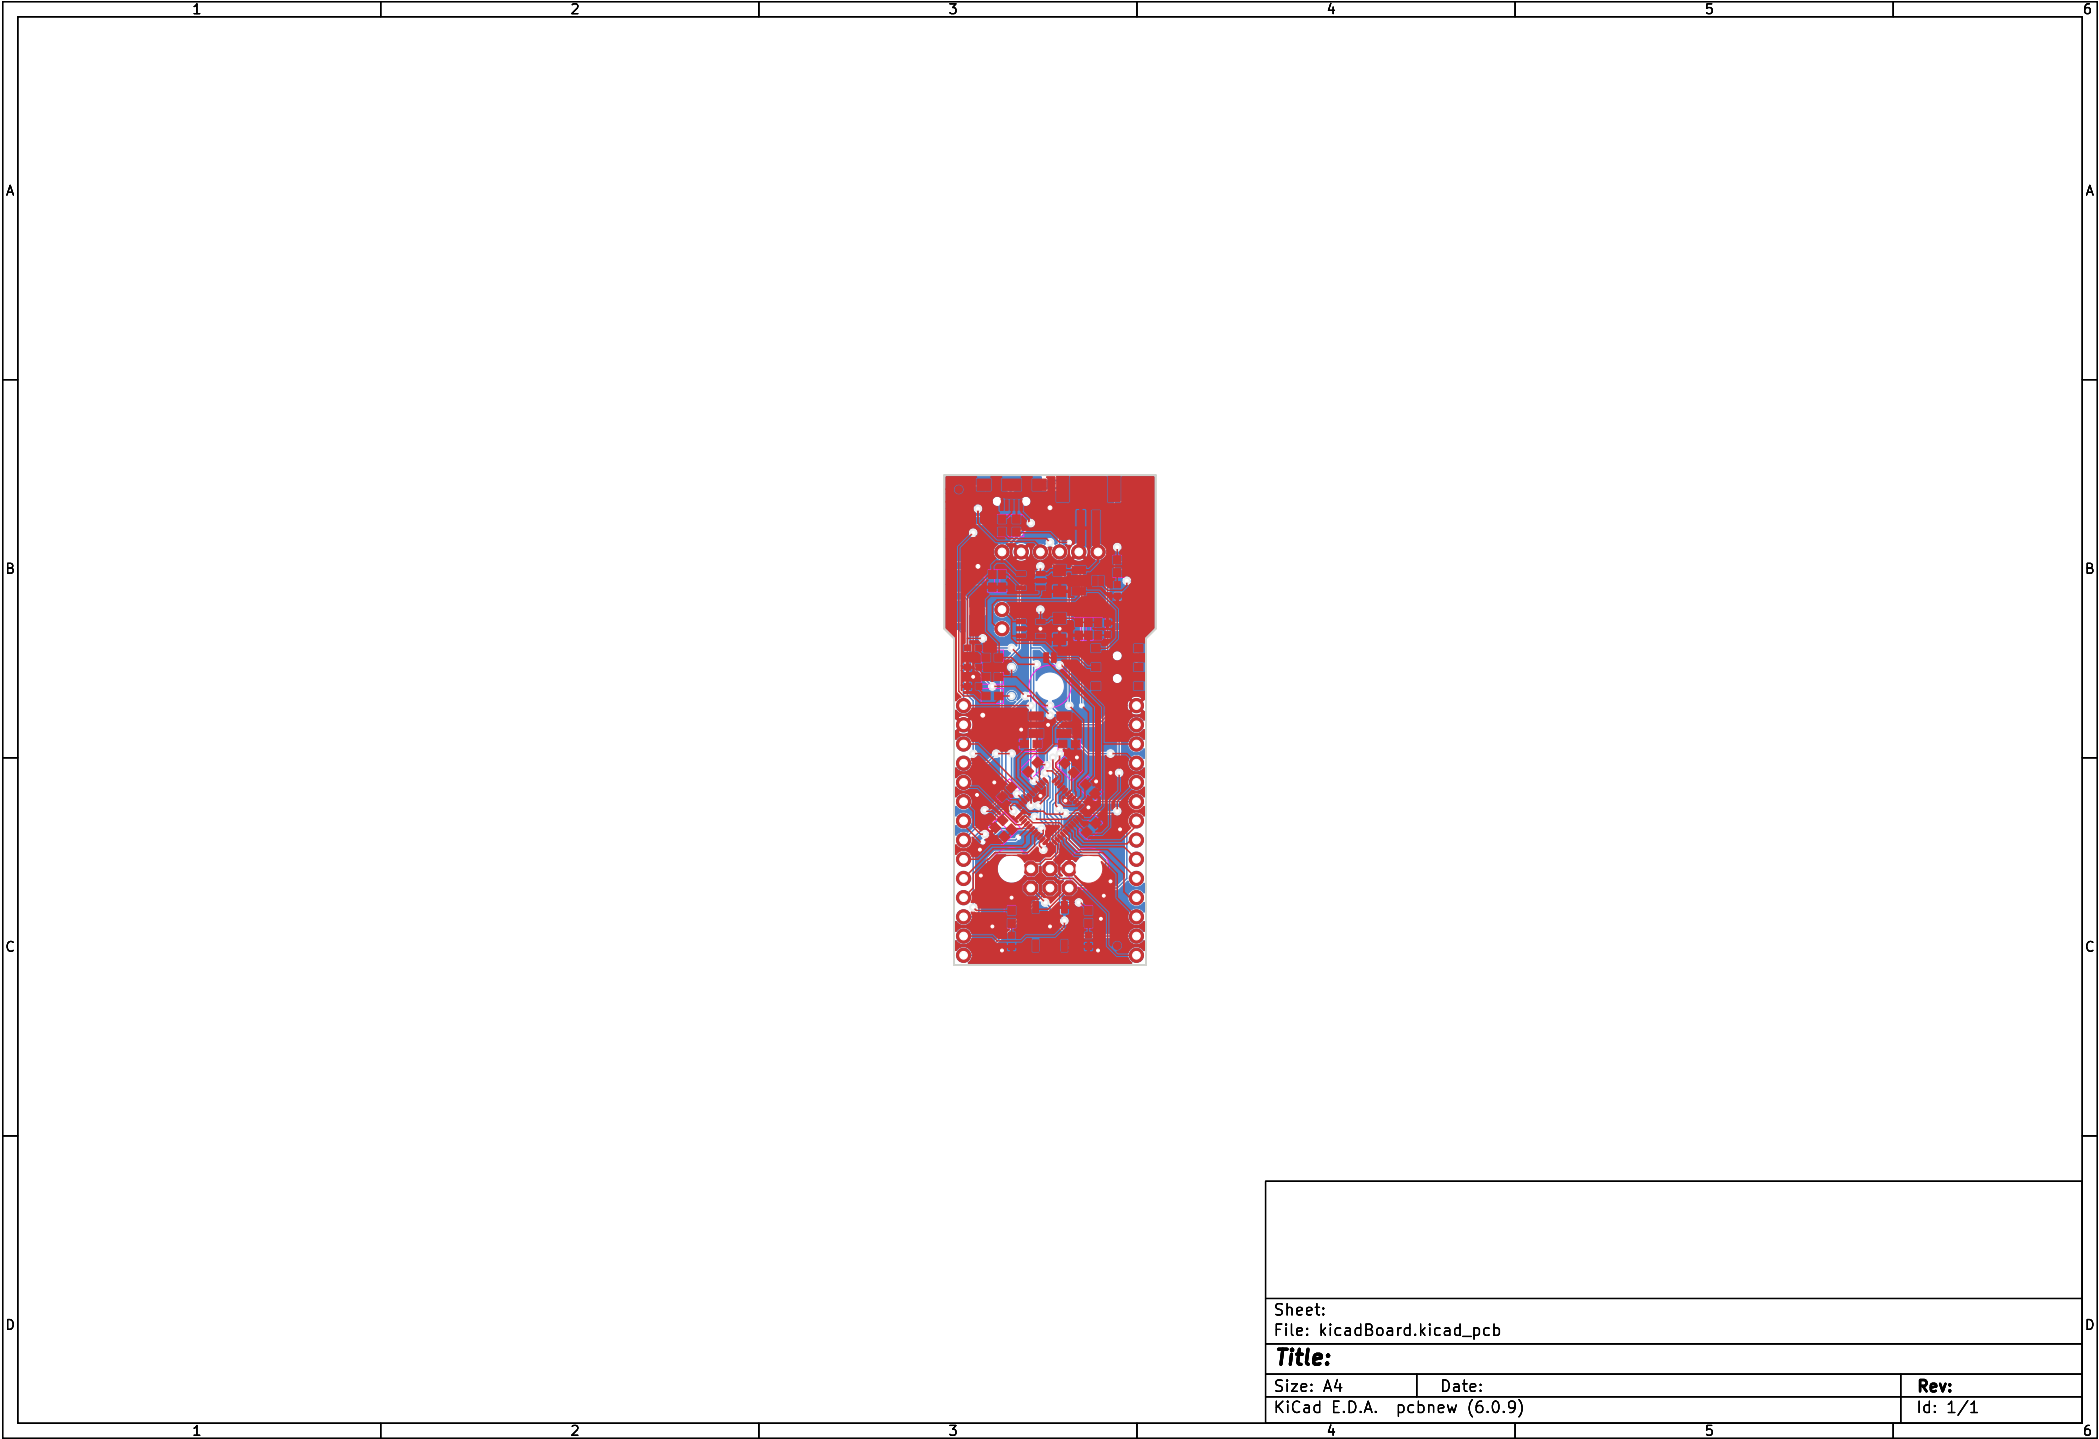 1 2 3 4 5 6
A A
B B
C C
Sheet:
File: kicadBoard.kicad_pcb
D D
Title:
Size: A4 Date: Rev:
KiCad E.D.A. pcbnew (6.0.9) Id: 1/1
1 2 3 4 5 6